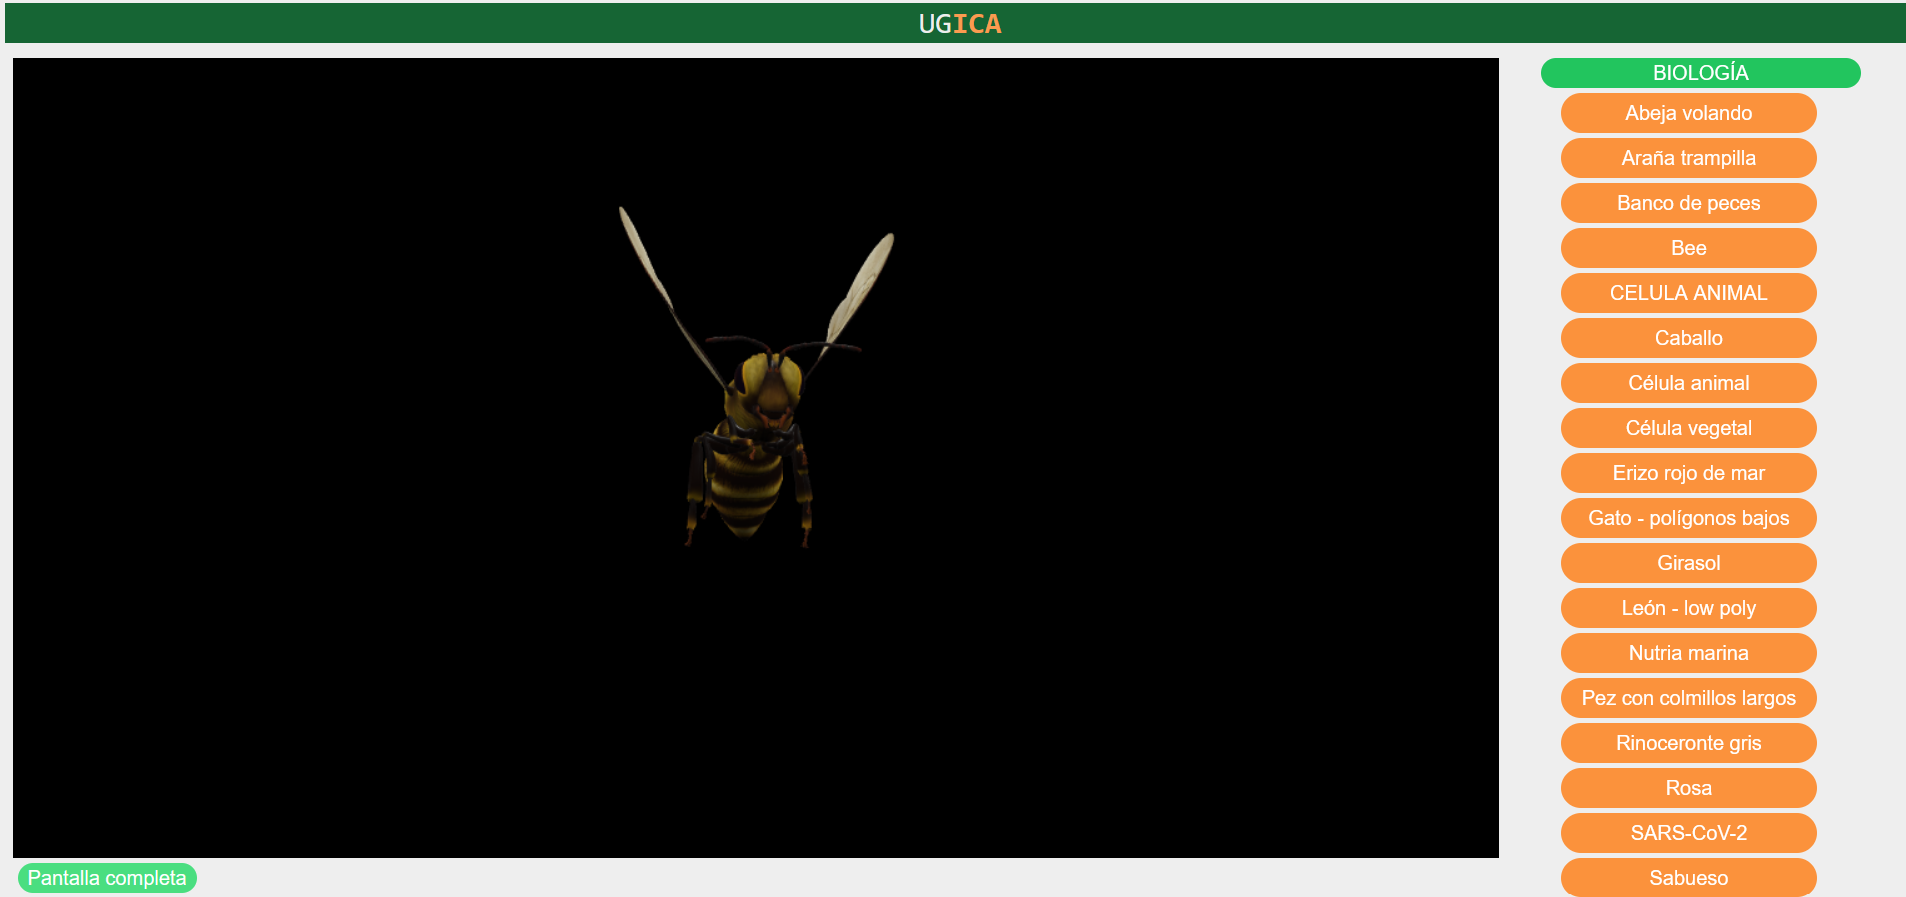 UGICA
BIOLOGÍA
Abeja volando
Araña trampilla
Banco de peces
Bee
CELULA ANIMAL
Caballo
Célula animal
Célula vegetal
Erizo rojo de mar
Gato - polígonos bajos
Girasol
León - low poly
Nutria marina
Pez con colmillos largos
Rinoceronte gris
Rosa
SARS-CoV-2
Sabueso
Pantalla completa